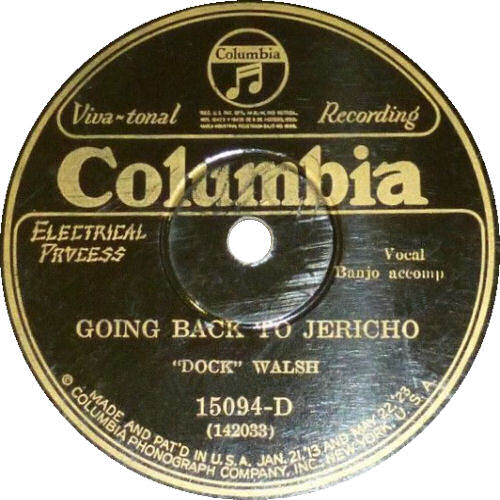 Columbia
Viva-tonal Recording
Columbia
ELECTRICAL
PROCESS
Vocal
Banjo accomp
GOING BACK TO JERICHO
"DOCK" WALSH
15094-D
(142033)
MADE AND PAT'D IN U.S.A. JAN. 21,'13 AND MAY 22,'23
© COLUMBIA PHONOGRAPH COMPANY, INC. NEW YORK, U.S.A.